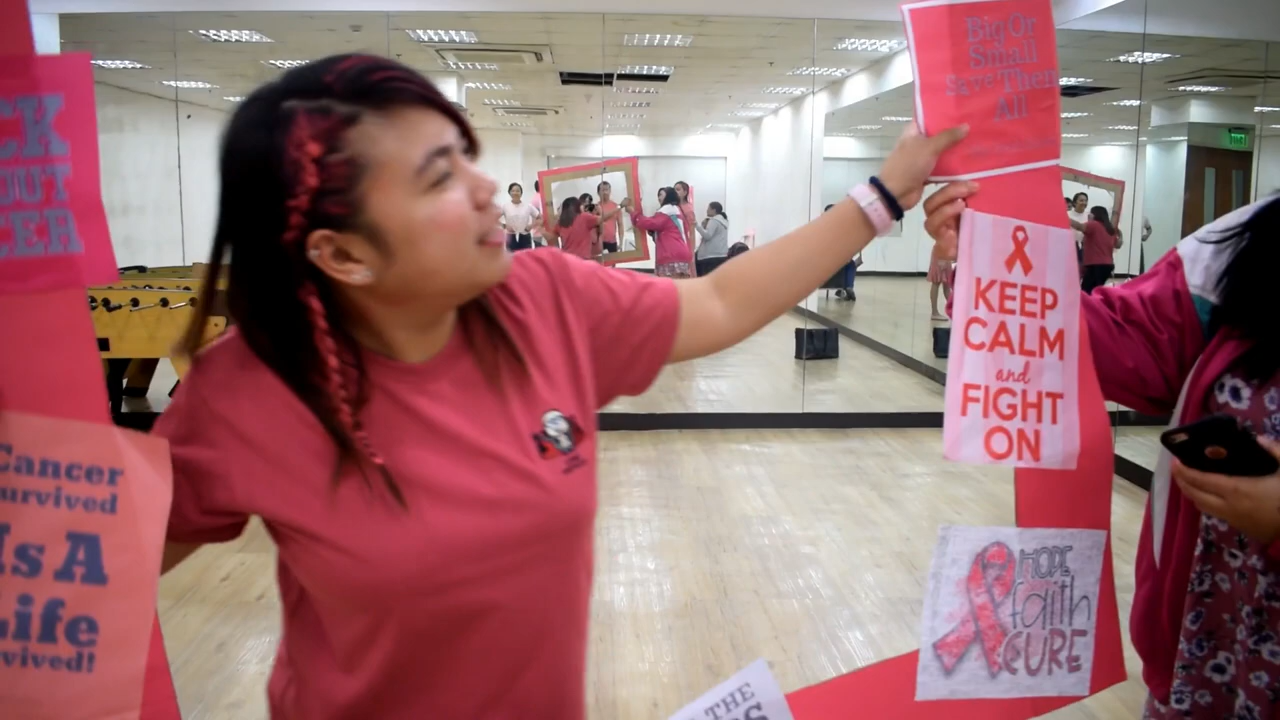 CK
OUT
CER
Cancer
urvived
Is A
Life
vived!
Big Or
Small
Save Them
All
KEEP
CALM
and
FIGHT
ON
HOPE
faith
CURE
THE